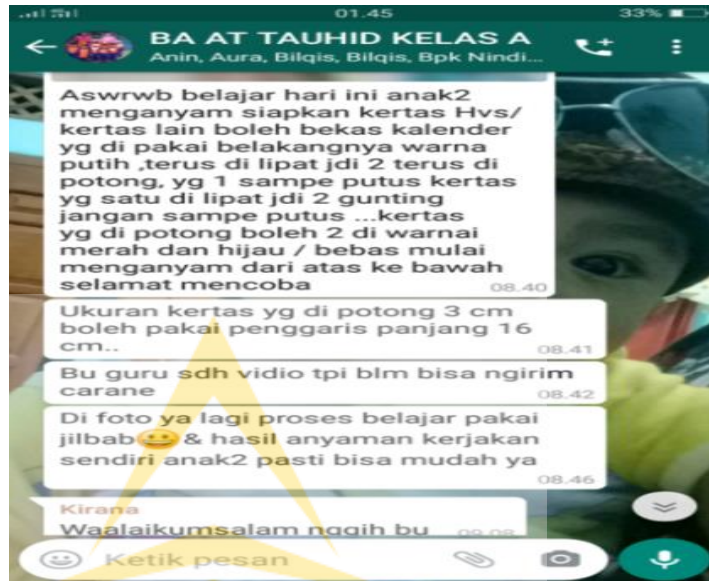 01.45
33%
BA AT TAUHID KELAS A
Anin, Aura, Bilqis, Bilqis, Bpk Nindi...
Aswrwb belajar hari ini anak2
menganyam siapkan kertas Hvs/
kertas lain boleh bekas kalender
yg di pakai belakangnya warna
putih ,terus di lipat jdi 2 terus di
potong, yg 1 sampe putus kertas
yg satu di lipat jdi 2 gunting
jangan sampe putus ...kertas
yg di potong boleh 2 di warnai
merah dan hijau / bebas mulai
menganyam dari atas ke bawah
selamat mencoba
08.40
Ukuran kertas yg di potong 3 cm
boleh pakai penggaris panjang 16
cm..
08.41
Bu guru sdh vidio tpi blm bisa ngirim
carane
08.42
Di foto ya lagi proses belajar pakai
jilbab😀& hasil anyaman kerjakan
sendiri anak2 pasti bisa mudah ya
08.46
Kirana
Waalaikumsalam nggih bu
Ketik pesan